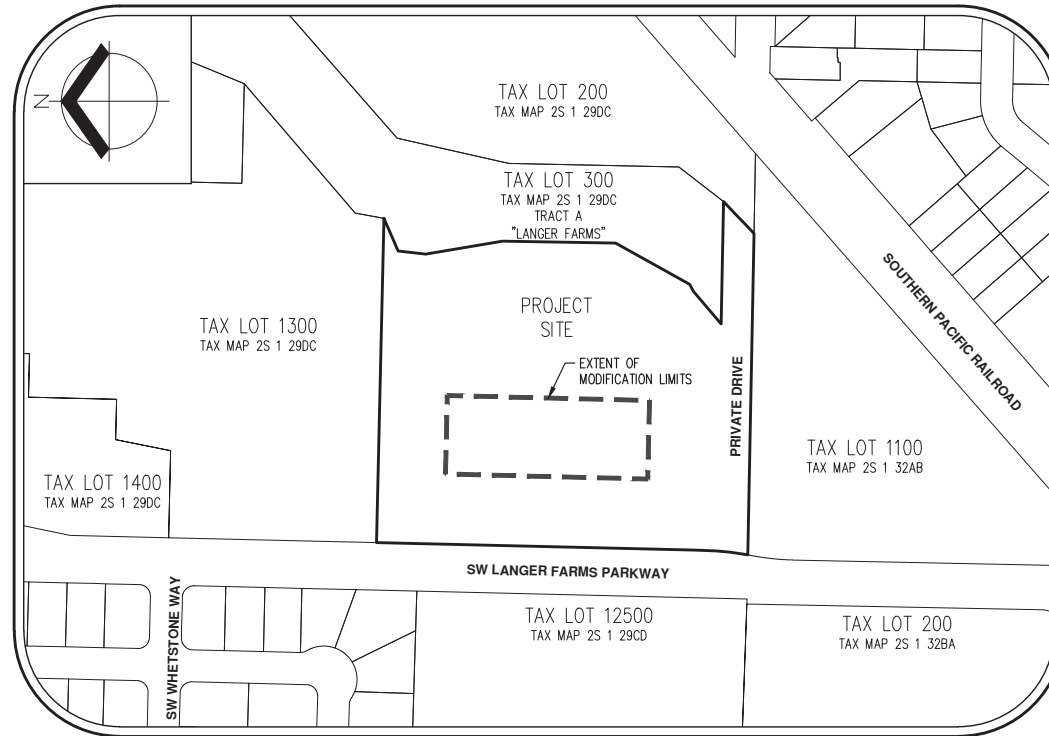 N
TAX LOT 200
TAX MAP 2S 1 29DC
TAX LOT 300
TAX MAP 2S 1 29DC
TRACT A
"LANGER FARMS"
SOUTHERN PACIFIC RAILROAD
PROJECT
SITE
TAX LOT 1300
TAX MAP 2S 1 29DC
EXTENT OF
MODIFICATION LIMITS
PRIVATE DRIVE
TAX LOT 1100
TAX MAP 2S 1 32AB
TAX LOT 1400
TAX MAP 2S 1 29DC
SW LANGER FARMS PARKWAY
SW WHETSTONE WAY
TAX LOT 12500
TAX MAP 2S 1 29CD
TAX LOT 200
TAX MAP 2S 1 32BA